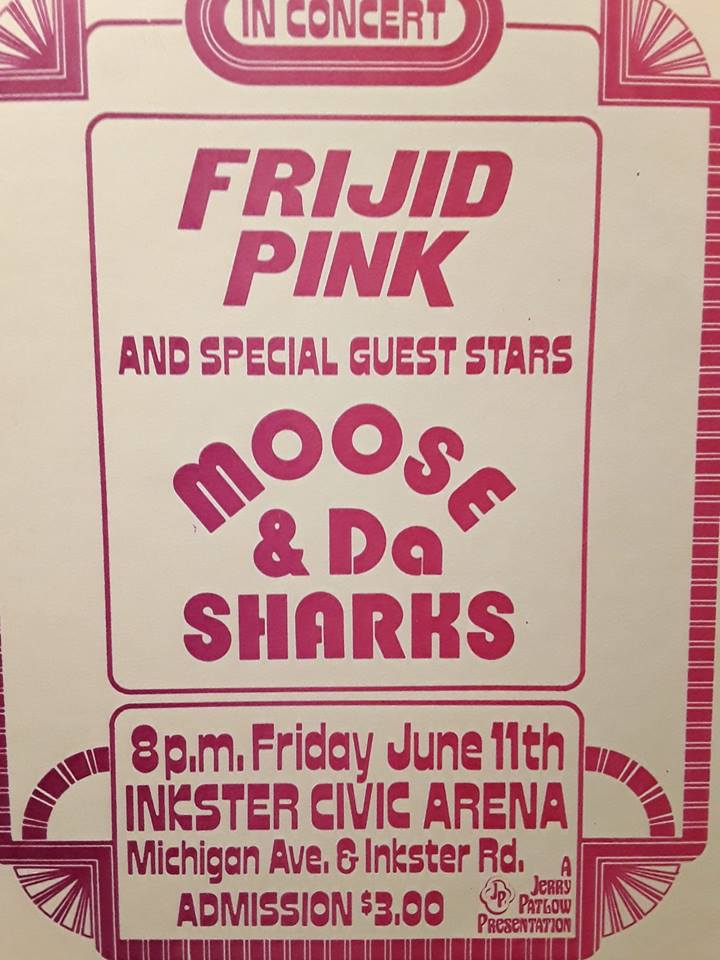 IN CONCERT
FRIJID
PINK
AND SPECIAL GUEST STARS
MOOSE
& Da
SHARKS
8p.m. Friday June 11th
INKSTER CIVIC ARENA
Michigan Ave. & Inkster Rd.
ADMISSION $3.00
JP
A
JERRY
PATLOW
PRESENTATION